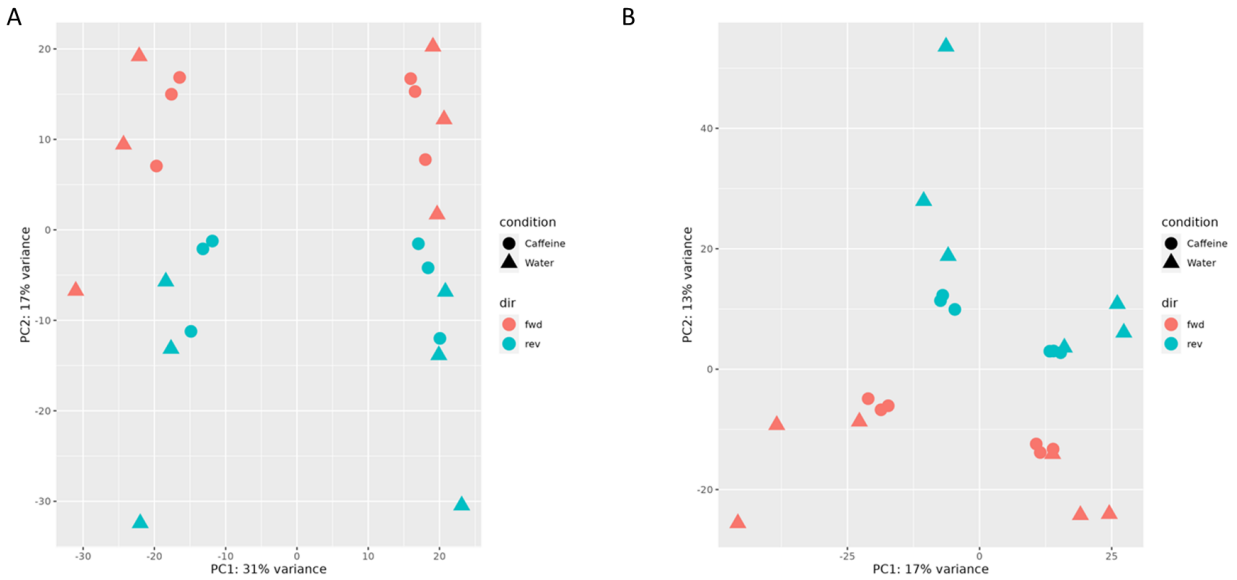 A
20
10
0
-10
-20
-30
PC2: 17% variance
-30
-20
-10
0
10
20
PC1: 31% variance
condition
Caffeine
Water
dir
fwd
rev
B
40
20
0
-20
PC2: 13% variance
-25
0
25
PC1: 17% variance
condition
Caffeine
Water
dir
fwd
rev